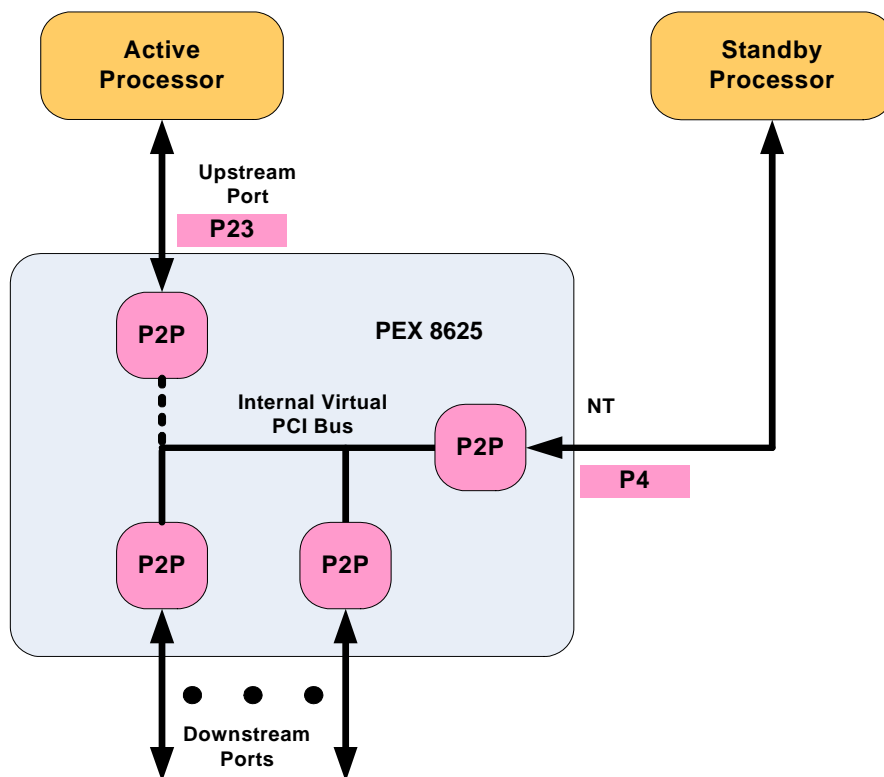 Active
Processor
Standby
Processor
Upstream
Port
P23
P2P
PEX 8625
Internal Virtual
PCI Bus
NT
P2P
P4
P2P
P2P
Downstream
Ports